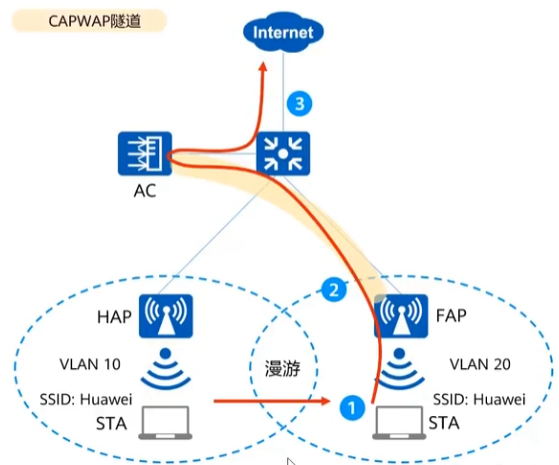 CAPWAP隧道
Internet
3
AC
2
HAP
FAP
VLAN 10
漫游
VLAN 20
SSID: Huawei
1
SSID: Huawei
STA
STA